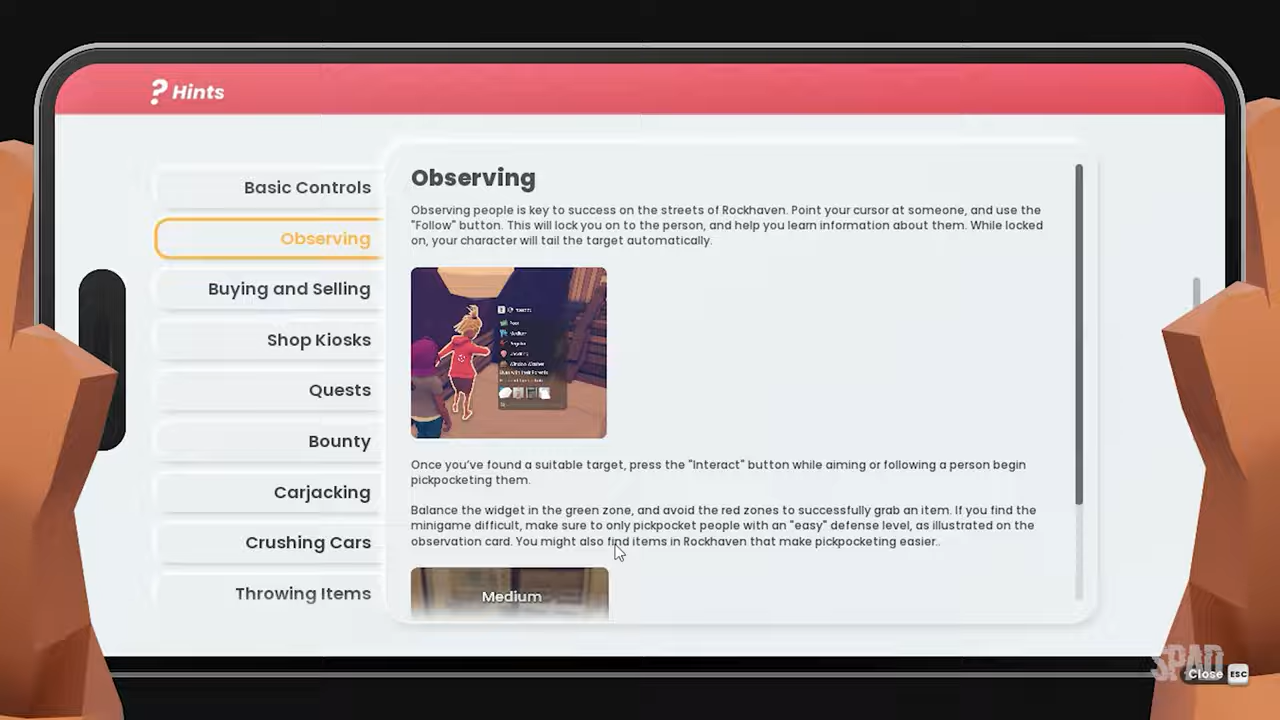 ? Hints
Basic Controls
Observing
Buying and Selling
Shop Kiosks
Quests
Bounty
Carjacking
Crushing Cars
Throwing Items
Observing
Observing people is key to success on the streets of Rockhaven. Point your cursor at someone, and use the
"Follow" button. This will lock you on to the person, and help you learn information about them. While locked
on, your character will tail the target automatically.
Once you've found a suitable target, press the "Interact" button while aiming or following a person begin
pickpocketing them.
Balance the widget in the green zone, and avoid the red zones to successfully grab an item. If you find the
minigame difficult, make sure to only pickpocket people with an "easy" defense level, as illustrated on the
observation card. You might also find items in Rockhaven that make pickpocketing easier..
Medium
Close ESC